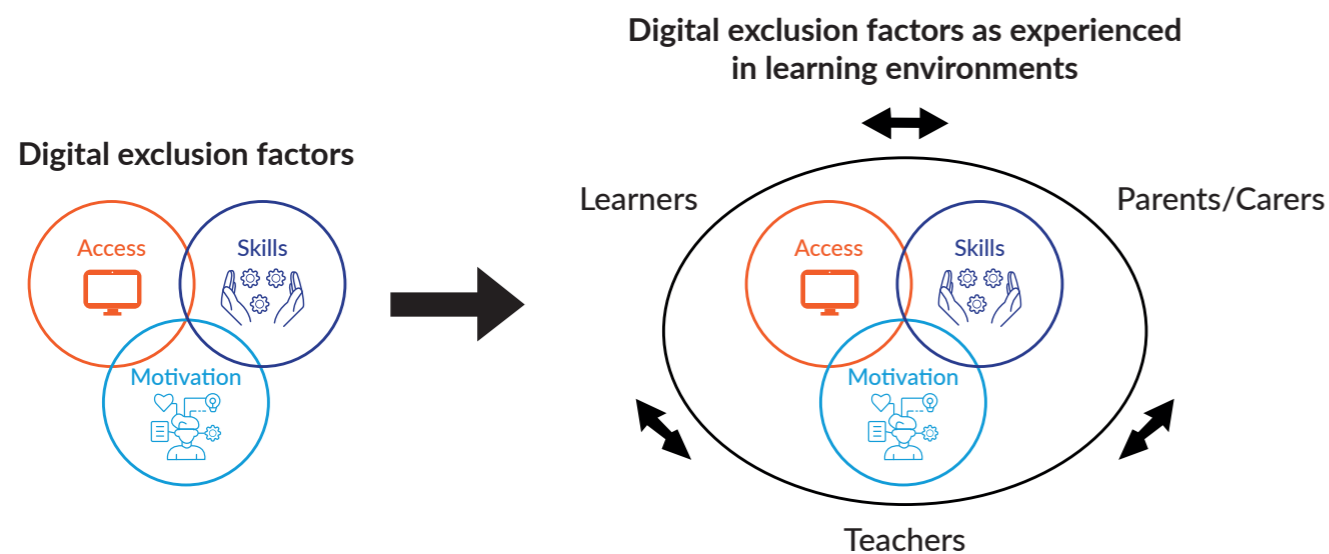 Digital exclusion factors
Access
Skills
Motivation
Digital exclusion factors as experienced
in learning environments
Learners
Parents/Carers
Access
Skills
Motivation
Teachers